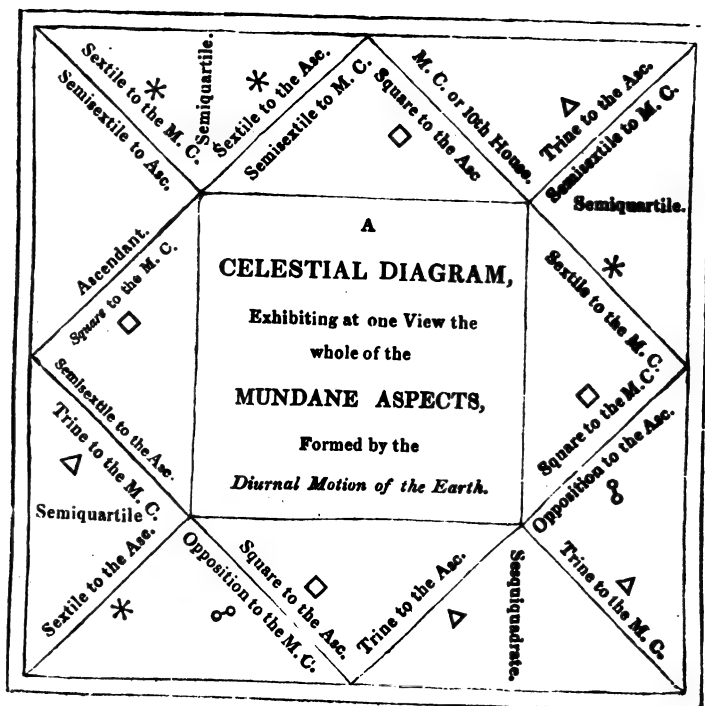 Sextile to the M. C.
Semisextile to Asc.
Semiquartile.
Sextile to the Asc.
Semisextile to M. C.
M. C. or 10th House.
Square to the Asc
Trine to the Asc.
Semisextile to M. C.
Semiquartile.
Ascendant.
Square to the M. C.
A
CELESTIAL DIAGRAM,
Exhibiting at one View the
whole of the
MUNDANE ASPECTS,
Formed by the
Diurnal Motion of the Earth.
Sextile to the M. C.
Square to the M. C.
Opposition to the Asc.
Semisextile to the Asc.
Trine to the M. C.
Semiquartile
Sextile to the Asc.
Opposition to the M. C.
Square to the Asc.
Trine to the Asc.
Sesquiquadrate.
Trine to the M. C.